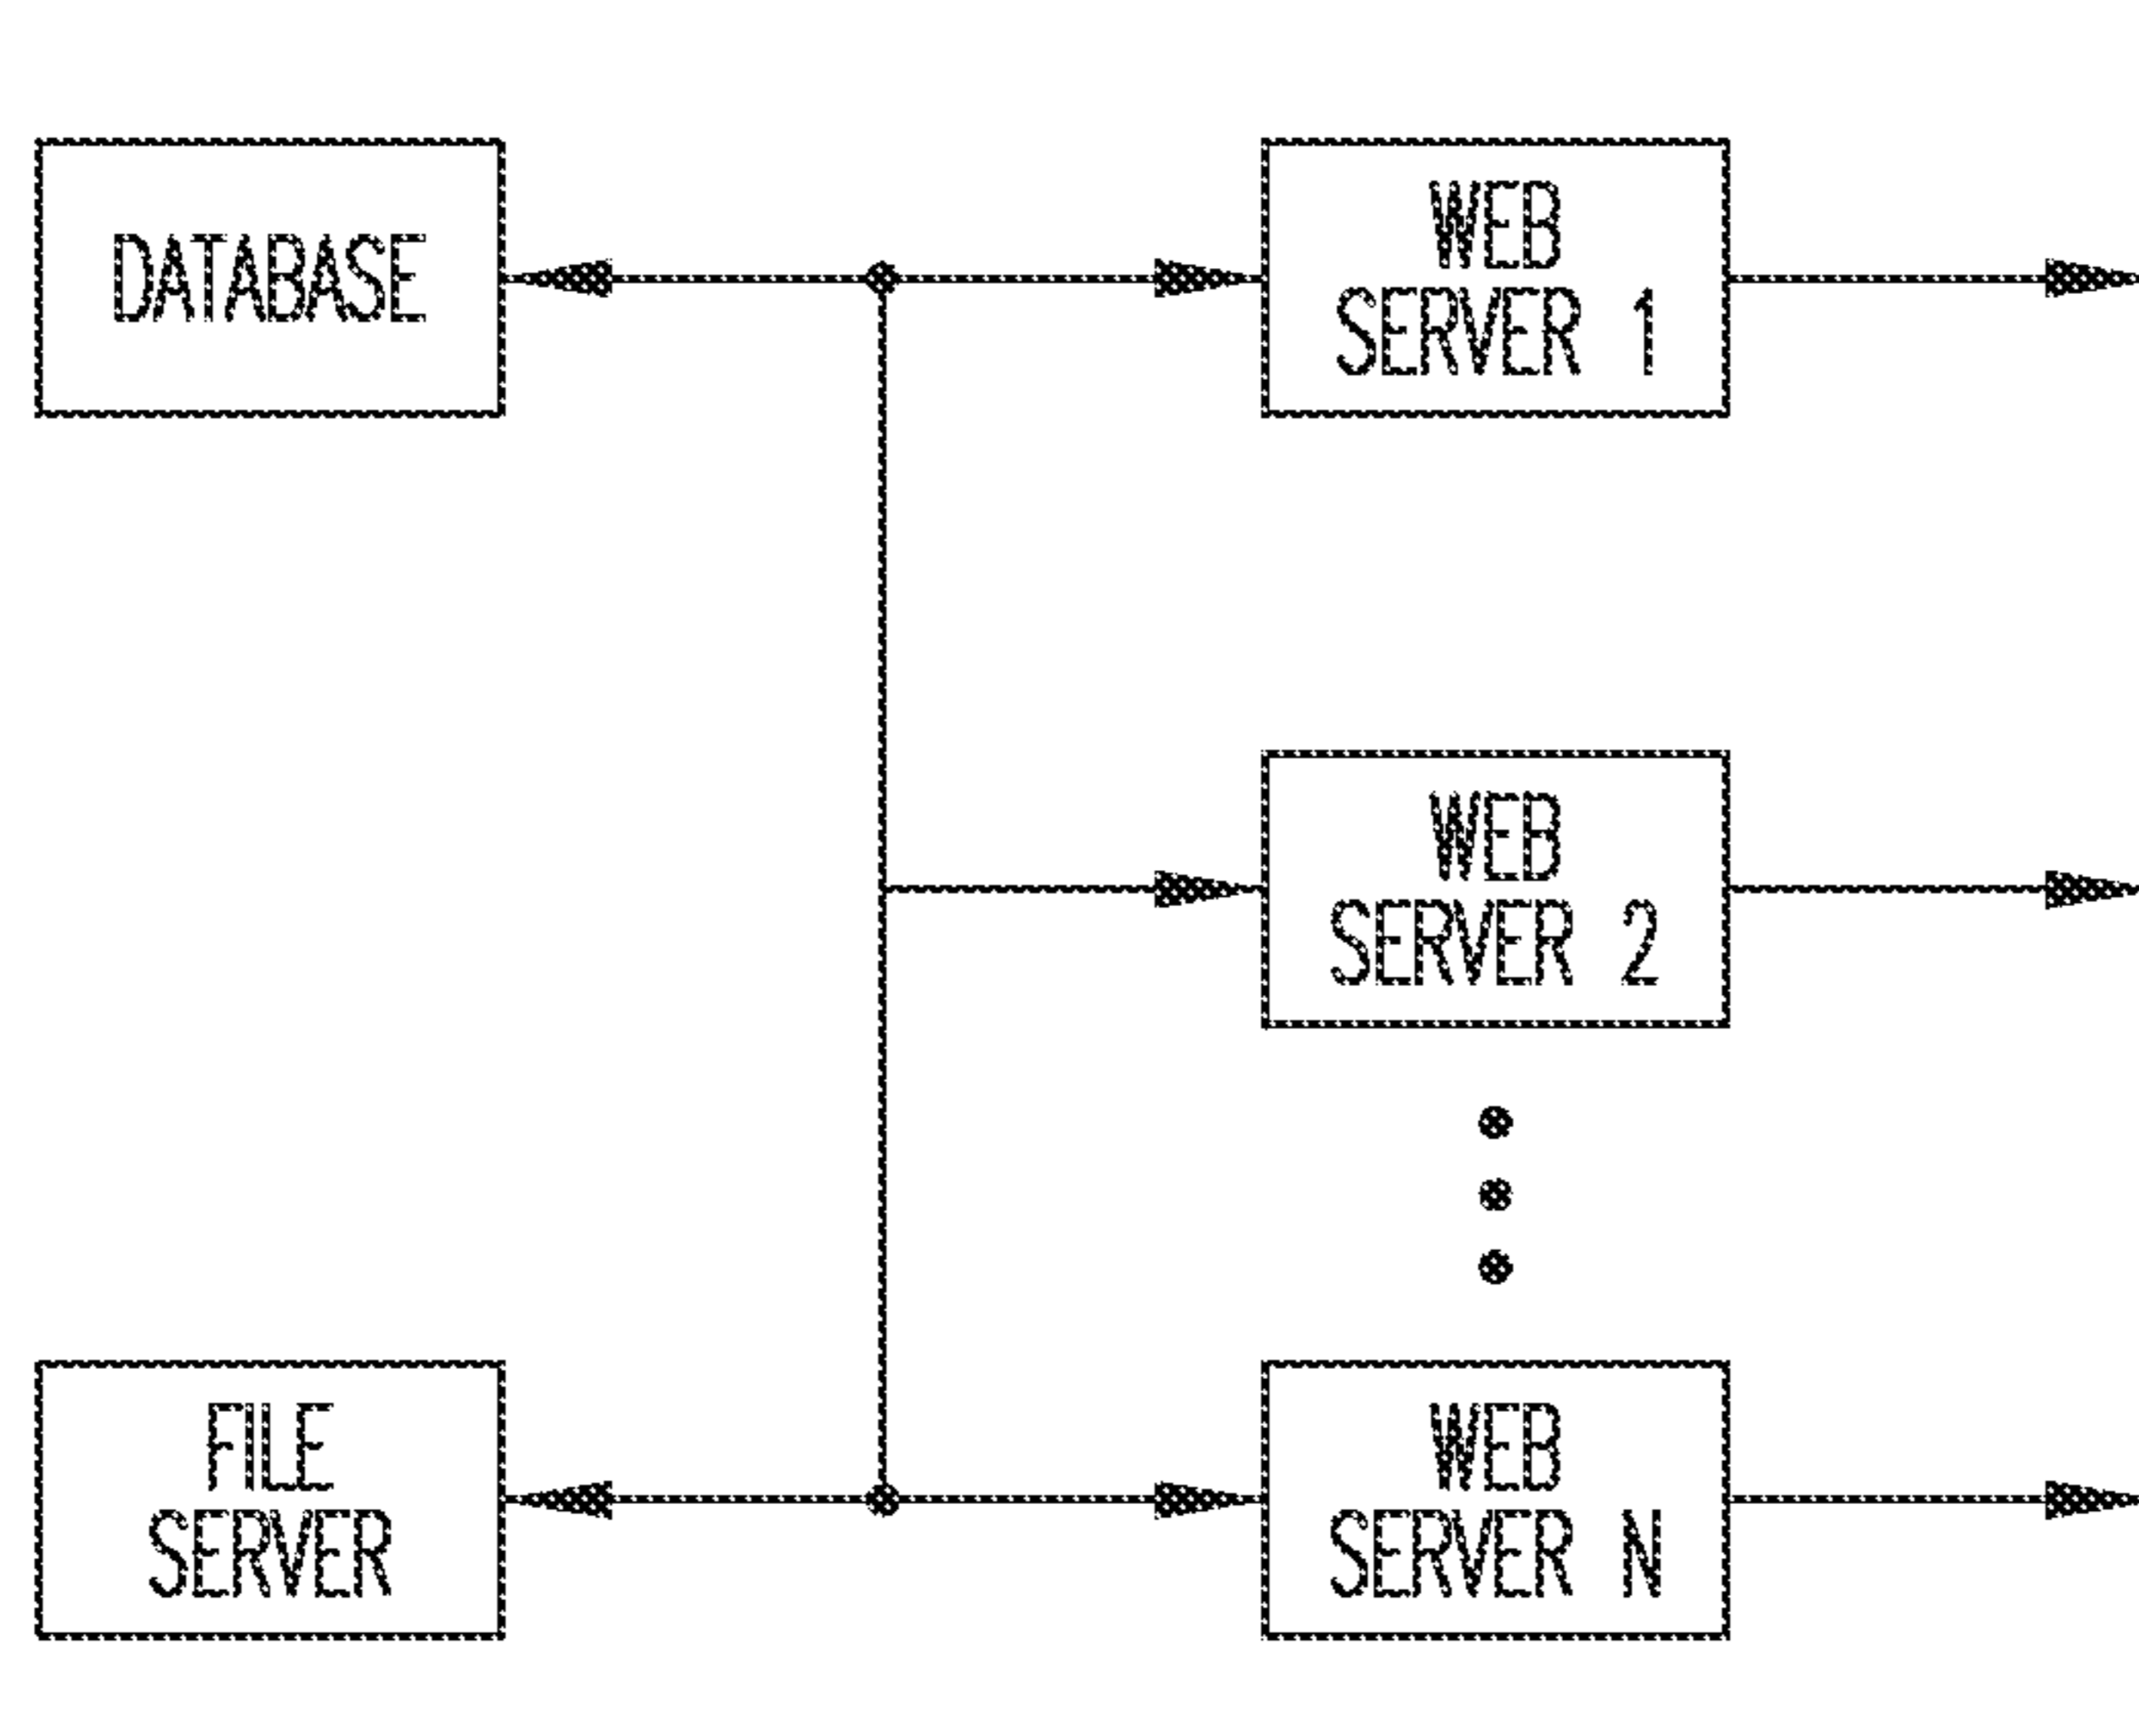 DATABASE
WEB
SERVER 1
WEB
SERVER 2
FILE
SERVER
WEB
SERVER N